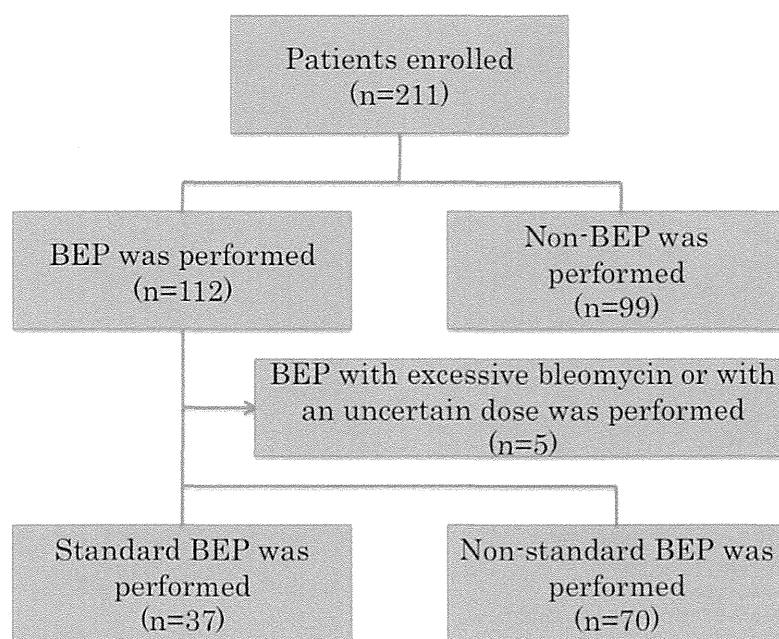 Patients enrolled
(n=211)
BEP was performed
(n=112)
Non-BEP was
performed
(n=99)
BEP with excessive bleomycin or with
an uncertain dose was performed
(n=5)
Standard BEP was
performed
(n=37)
Non-standard BEP was
performed
(n=70)